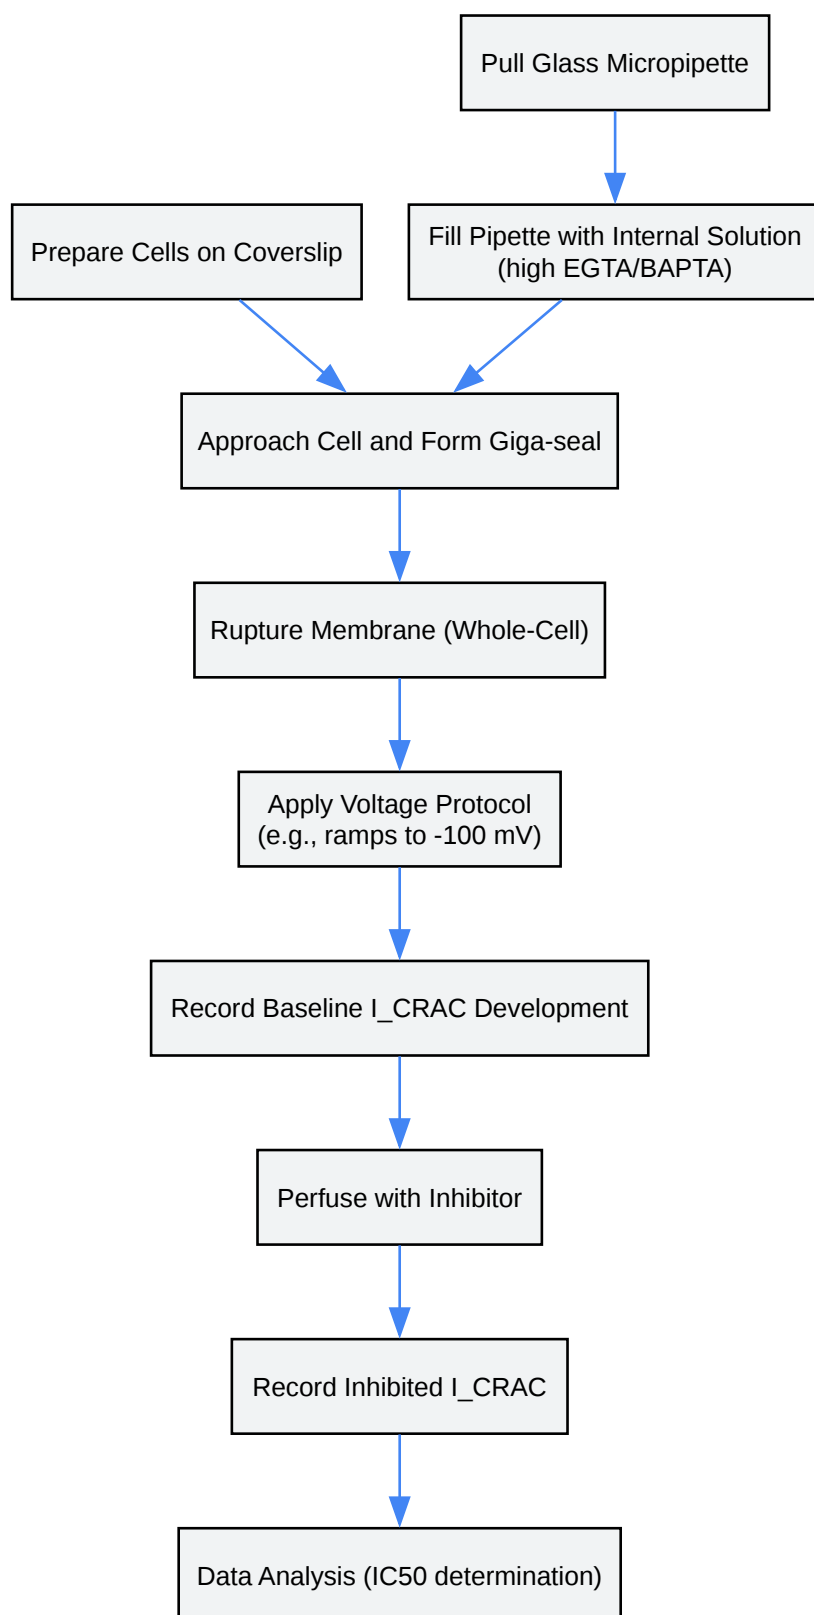 Pull Glass Micropipette
Prepare Cells on Coverslip
Fill Pipette with Internal Solution
(high EGTA/BAPTA)
Approach Cell and Form Giga-seal
Rupture Membrane (Whole-Cell)
Apply Voltage Protocol
(e.g., ramps to -100 mV)
Record Baseline I_CRAC Development
Perfuse with Inhibitor
Record Inhibited I_CRAC
Data Analysis (IC50 determination)